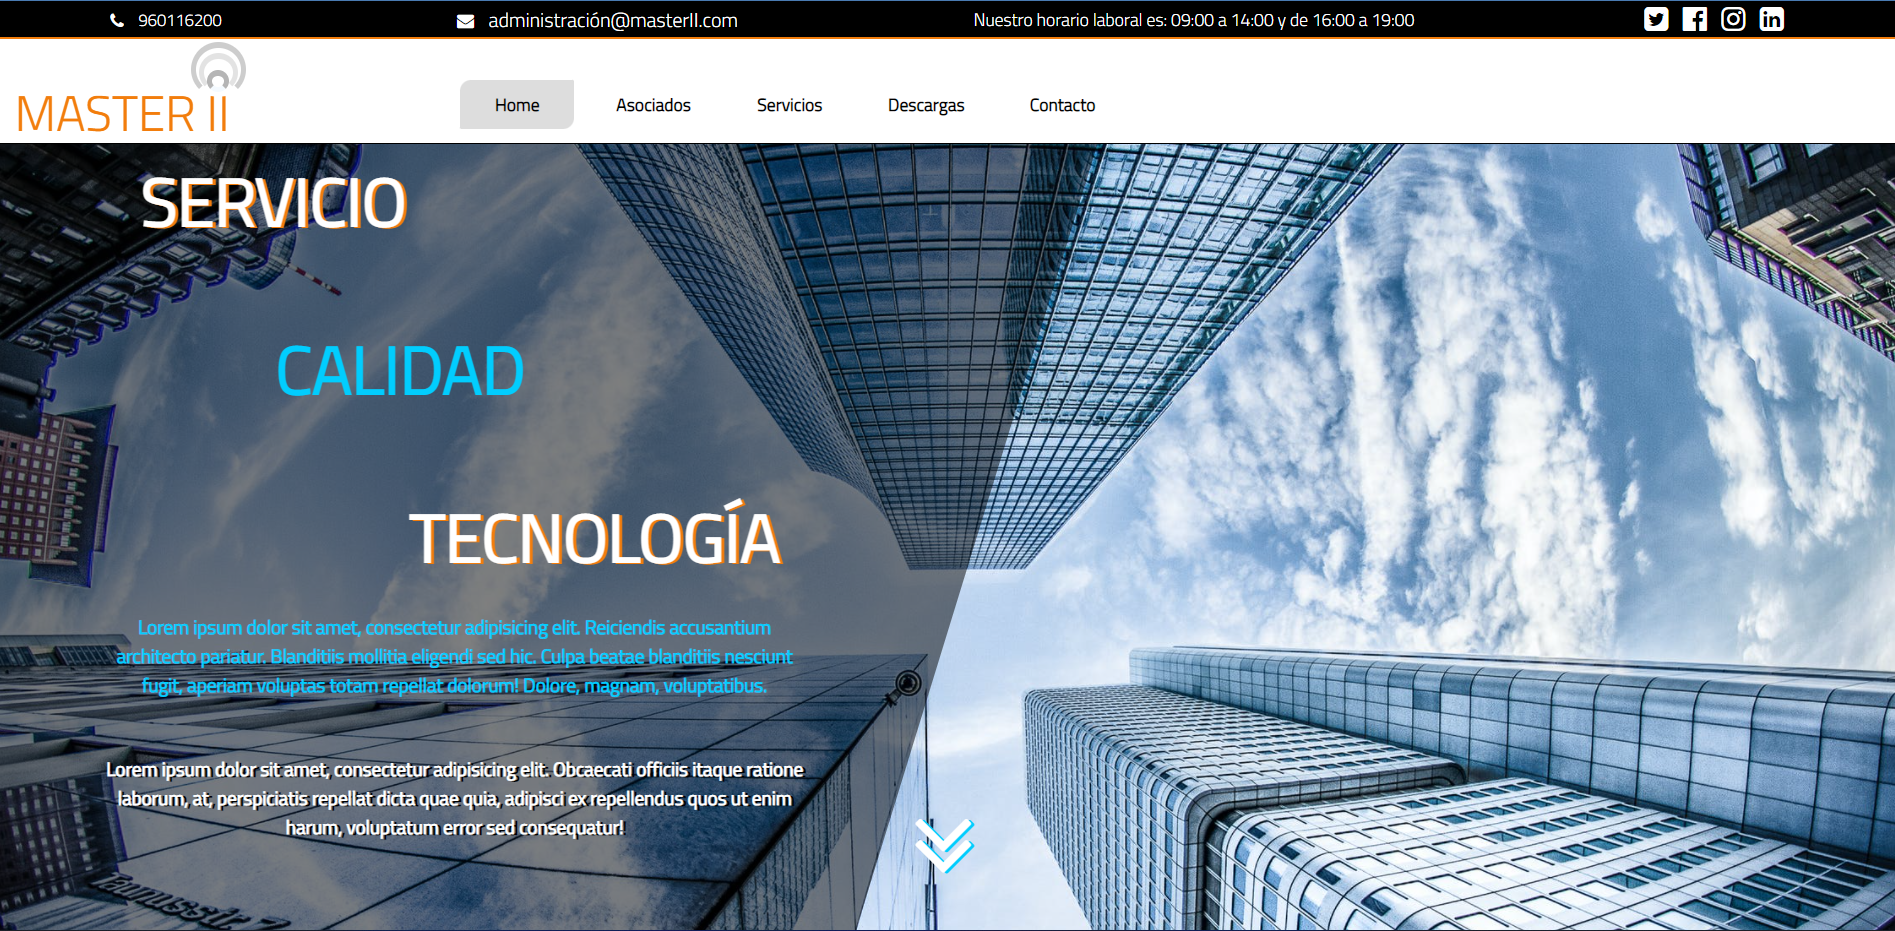 960116200
administración@masterII.com
Nuestro horario laboral es: 09:00 a 14:00 y de 16:00 a 19:00
MASTER II
Home
Asociados
Servicios
Descargas
Contacto
SERVICIO
CALIDAD
TECNOLOGÍA
Lorem ipsum dolor sit amet, consectetur adipisicing elit. Reiciendis accusantium
architecto pariatur. Blanditiis mollitia eligendi sed hic. Culpa beatae blanditiis nesciunt
fugit, aperiam voluptas totam repellat dolorum! Dolore, magnam, voluptatibus.
Lorem ipsum dolor sit amet, consectetur adipisicing elit. Obcaecati officiis itaque ratione
laborum, at, perspiciatis repellat dicta quae quia, adipisci ex repellendus quos ut enim
harum, voluptatum error sed consequatur!